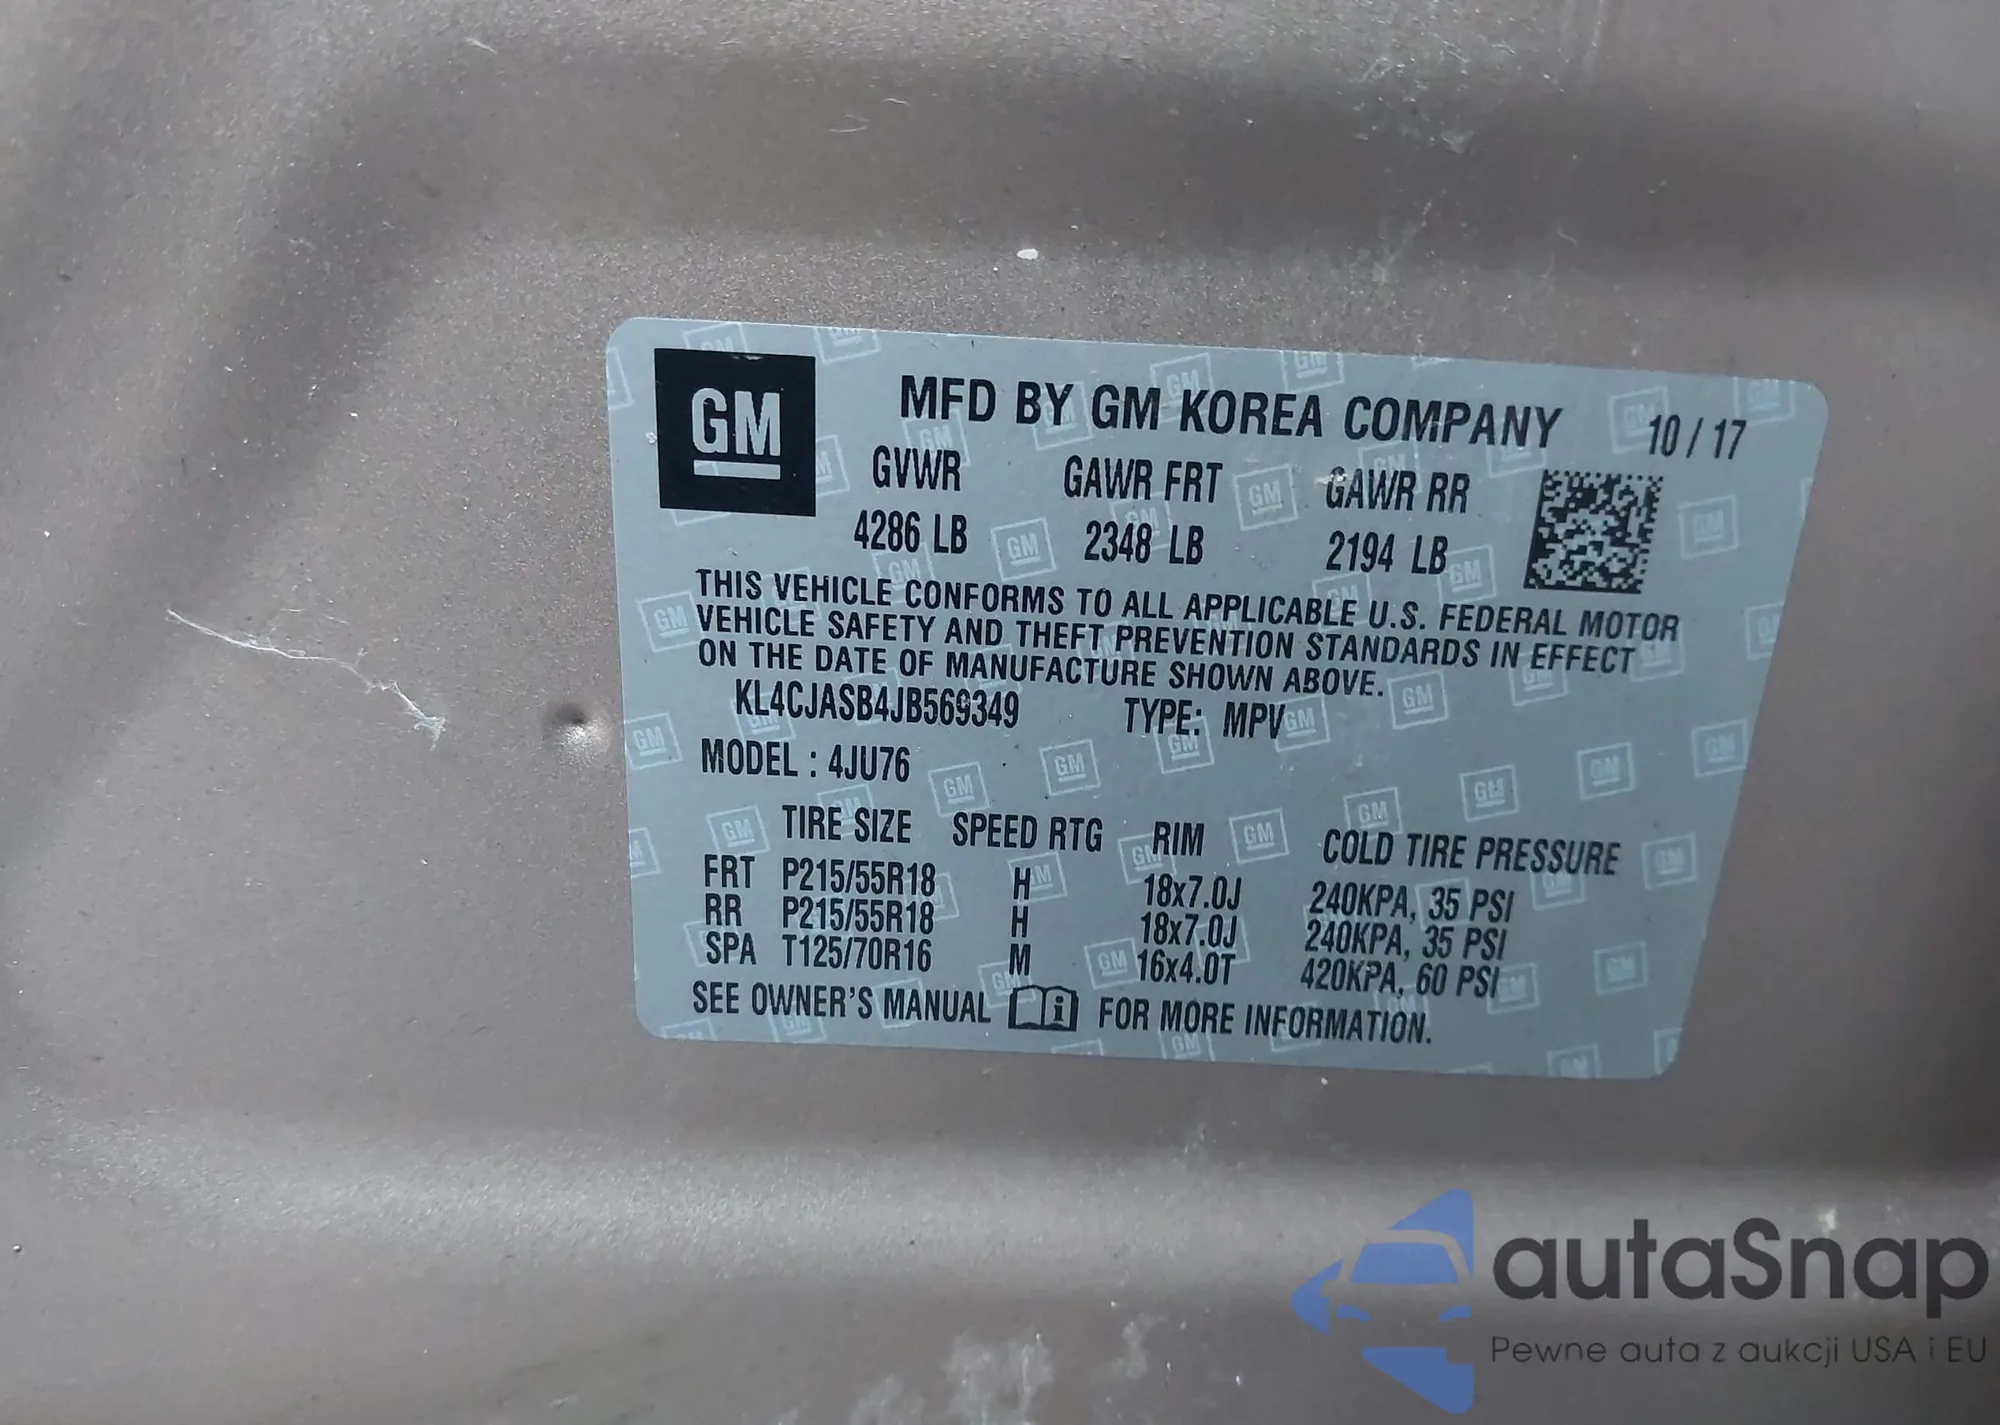 GM
MFD BY GM KOREA COMPANY 10 / 17
GVWR GAWR FRT GAWR RR
4286 LB 2348 LB 2194 LB
THIS VEHICLE CONFORMS TO ALL APPLICABLE U.S. FEDERAL MOTOR
VEHICLE SAFETY AND THEFT PREVENTION STANDARDS IN EFFECT
ON THE DATE OF MANUFACTURE SHOWN ABOVE.
KL4CJASB4JB569349 TYPE: MPV
MODEL : 4JU76
TIRE SIZE SPEED RTG RIM COLD TIRE PRESSURE
FRT P215/55R18 H 18x7.0J 240KPA, 35 PSI
RR P215/55R18 H 18x7.0J 240KPA, 35 PSI
SPA T125/70R16 M 16x4.0T 420KPA, 60 PSI
SEE OWNER'S MANUAL FOR MORE INFORMATION.
autaSnap
Pewne auta z aukcji USA i EU